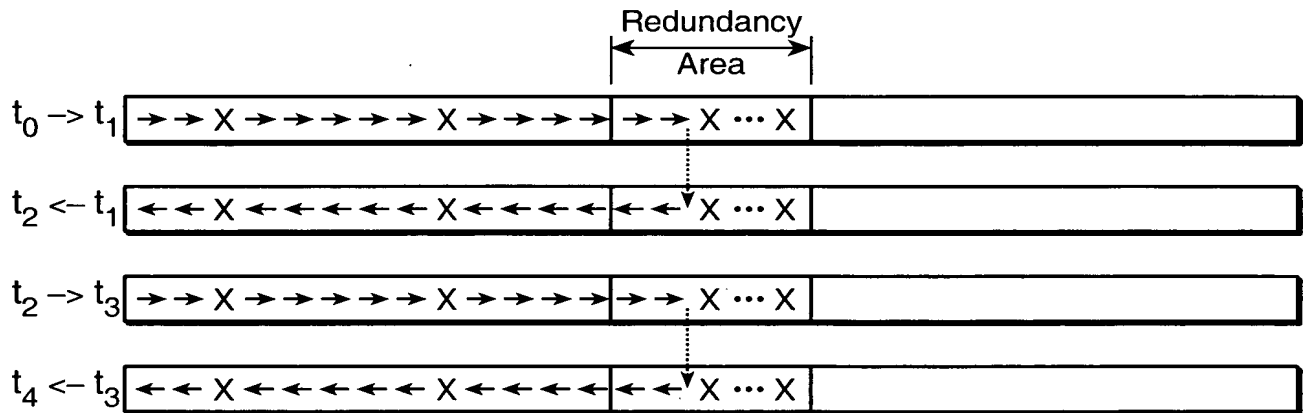 Redundancy
Area
t0 -> t1 X X X ••• X
t2 <- t1 X X X ••• X
t2 -> t3 X X X ••• X
t4 <- t3 X X X ••• X